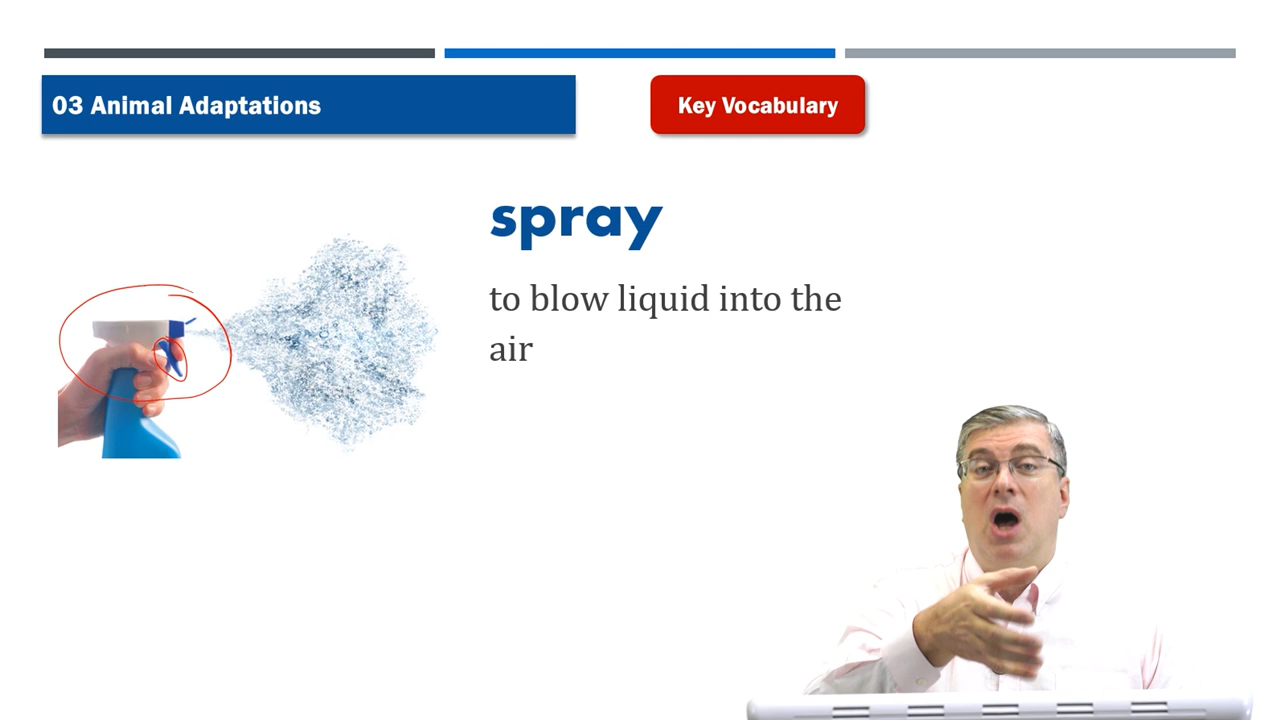 03 Animal Adaptations
Key Vocabulary
spray
to blow liquid into the
air